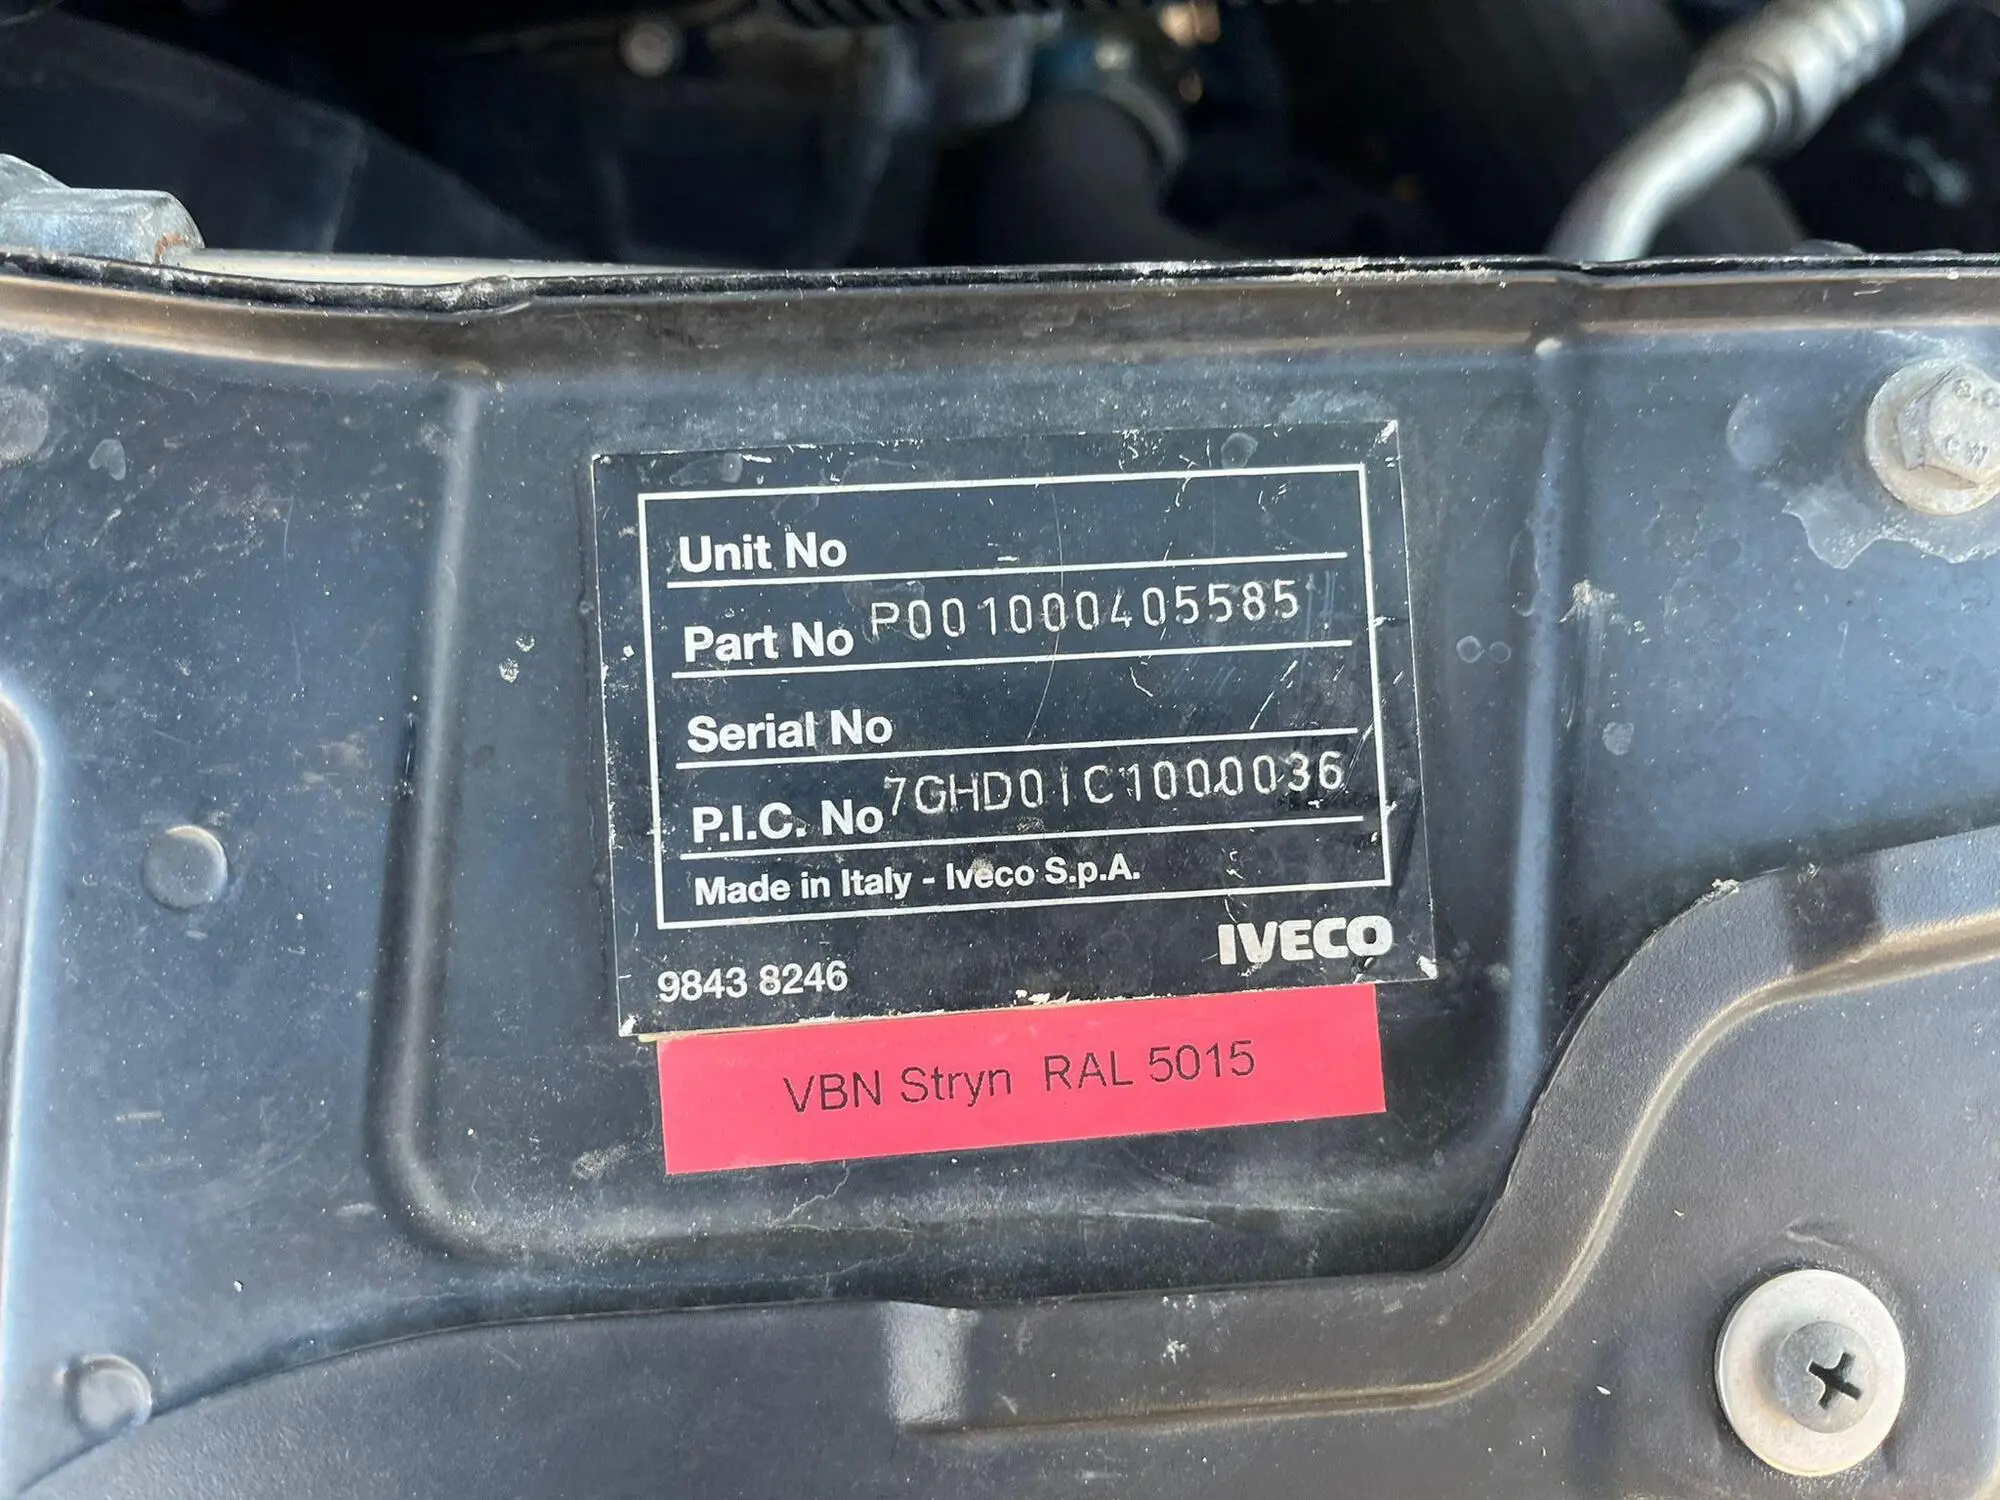 Unit No
Part No P001000405585
Serial No
P.I.C. No 7GHD01C1000036
Made in Italy - Iveco S.p.A.
IVECO
9843 8246
VBN Stryn RAL 5015